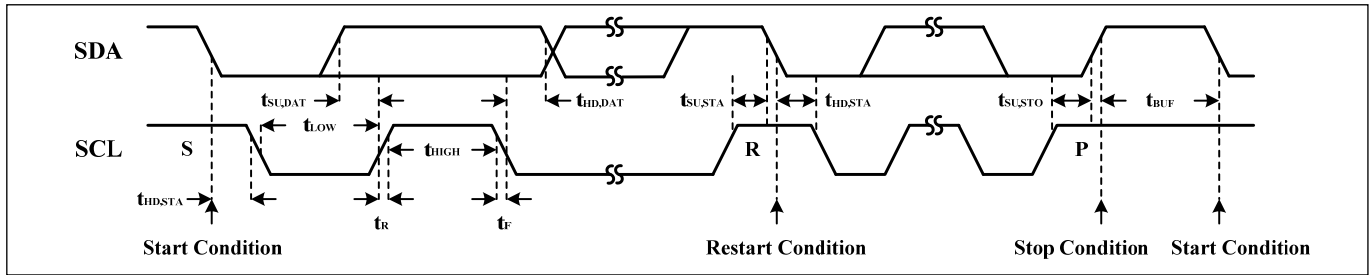 SDA
tSU,DAT
tHD,DAT
tSU,STA
tHD,STA
tSU,STO
tBUF
tLOW
SCL
S
tHIGH
R
P
tHD,STA
tR
tF
Start Condition
Restart Condition
Stop Condition
Start Condition